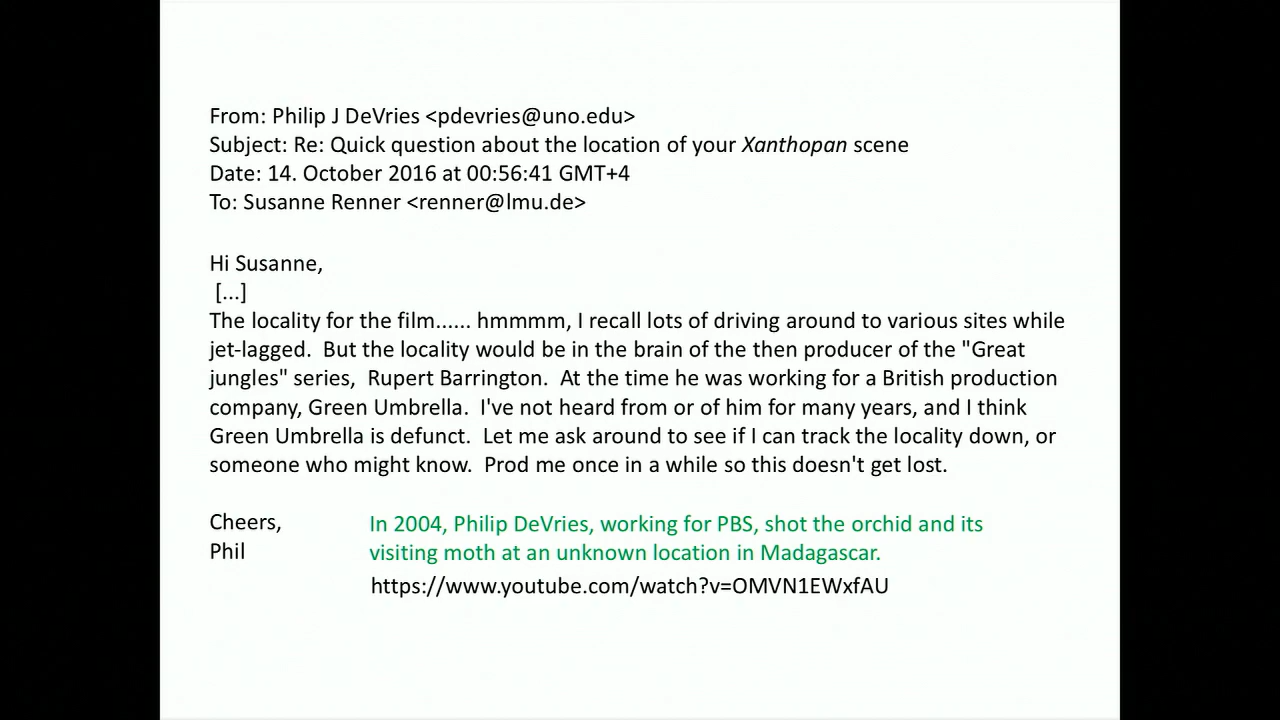 From: Philip J DeVries <pdevries@uno.edu>
Subject: Re: Quick question about the location of your Xanthopan scene
Date: 14. October 2016 at 00:56:41 GMT+4
To: Susanne Renner <renner@lmu.de>
Hi Susanne,
[...]
The locality for the film...... hmmmm, I recall lots of driving around to various sites while
jet-lagged.  But the locality would be in the brain of the then producer of the "Great
jungles" series,  Rupert Barrington.  At the time he was working for a British production
company, Green Umbrella.  I've not heard from or of him for many years, and I think
Green Umbrella is defunct.  Let me ask around to see if I can track the locality down, or
someone who might know.  Prod me once in a while so this doesn't get lost.
Cheers,
Phil
In 2004, Philip DeVries, working for PBS, shot the orchid and its
visiting moth at an unknown location in Madagascar.
https://www.youtube.com/watch?v=OMVN1EWxfAU